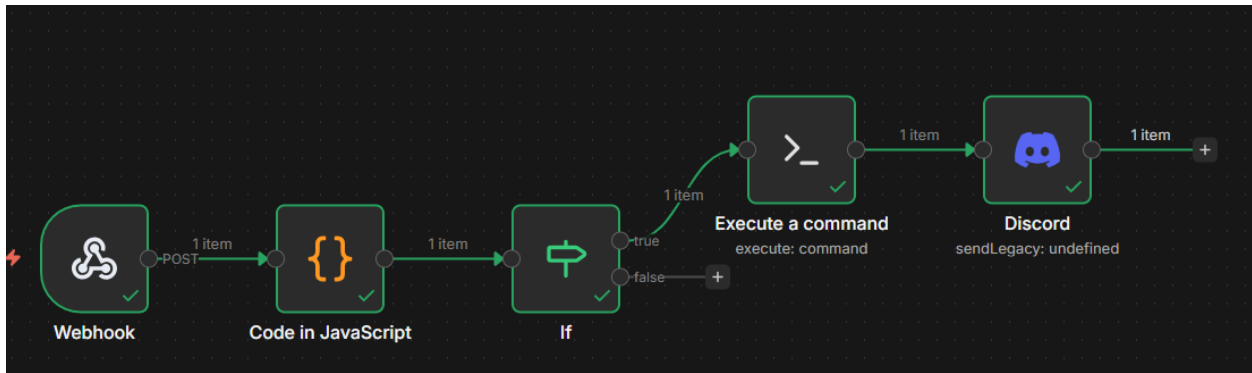 1 item
Execute a command
execute: command
1 item
Discord
sendLegacy: undefined
1 item
POST
1 item
1 item
true
false
Webhook
Code in JavaScript
If